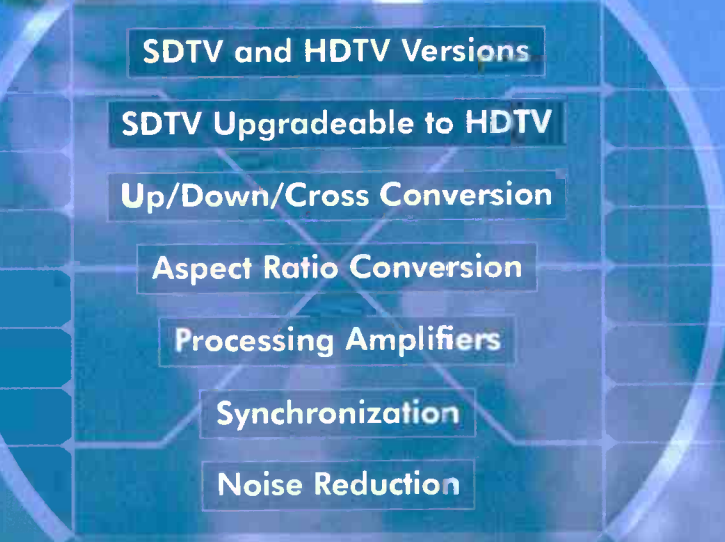 SDTV and HDTV Versions
SDTV Upgradeable to HDTV
Up/Down/Cross Conversion
Aspect Ratio Conversion
Processing Amplifiers
Synchronization
Noise Reduction